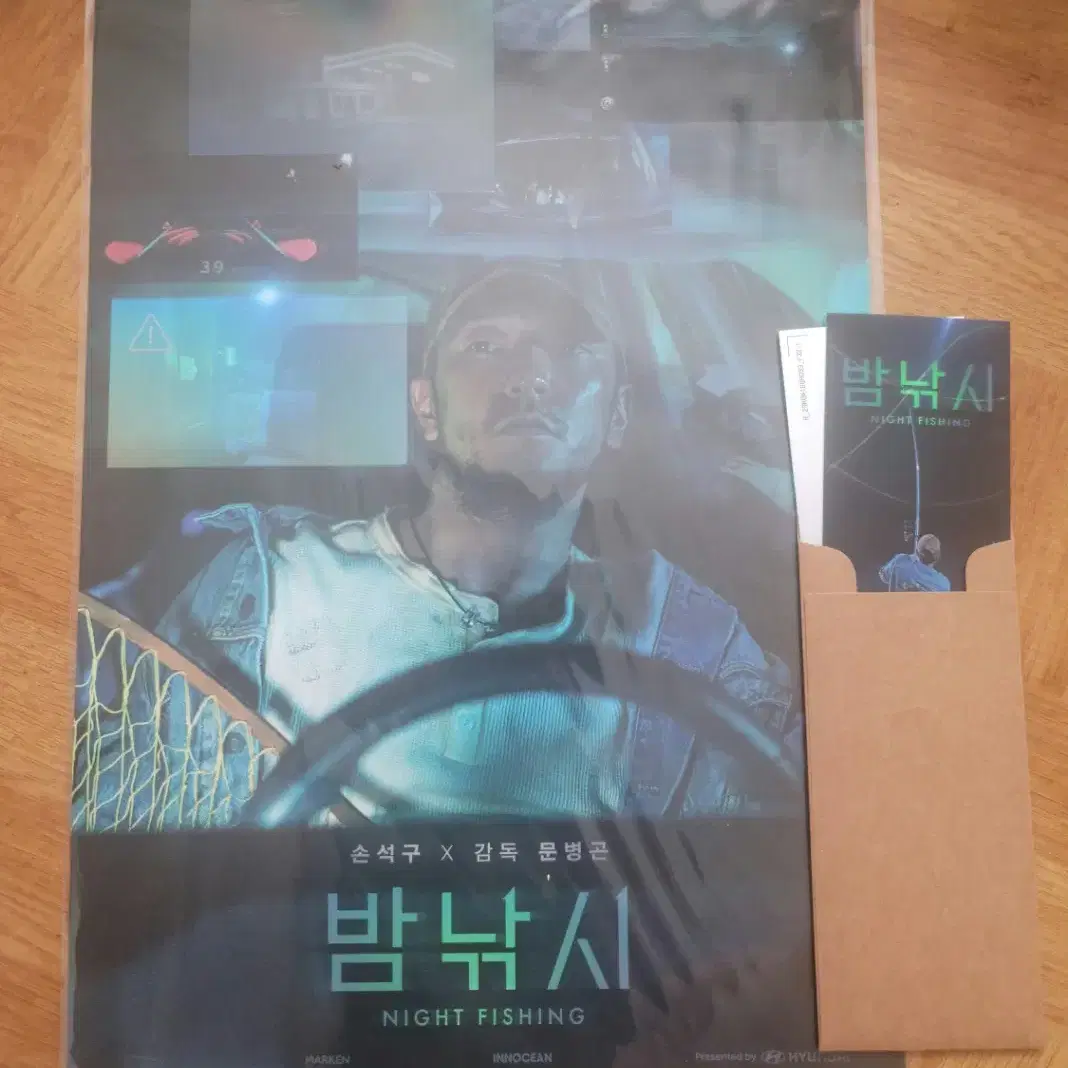 39
밤낚시
NIGHT FISHING
손석구 X 감독 문병곤
밤낚시
NIGHT FISHING
MARKEN
INNOCEAN
Presented by HYUNDAI